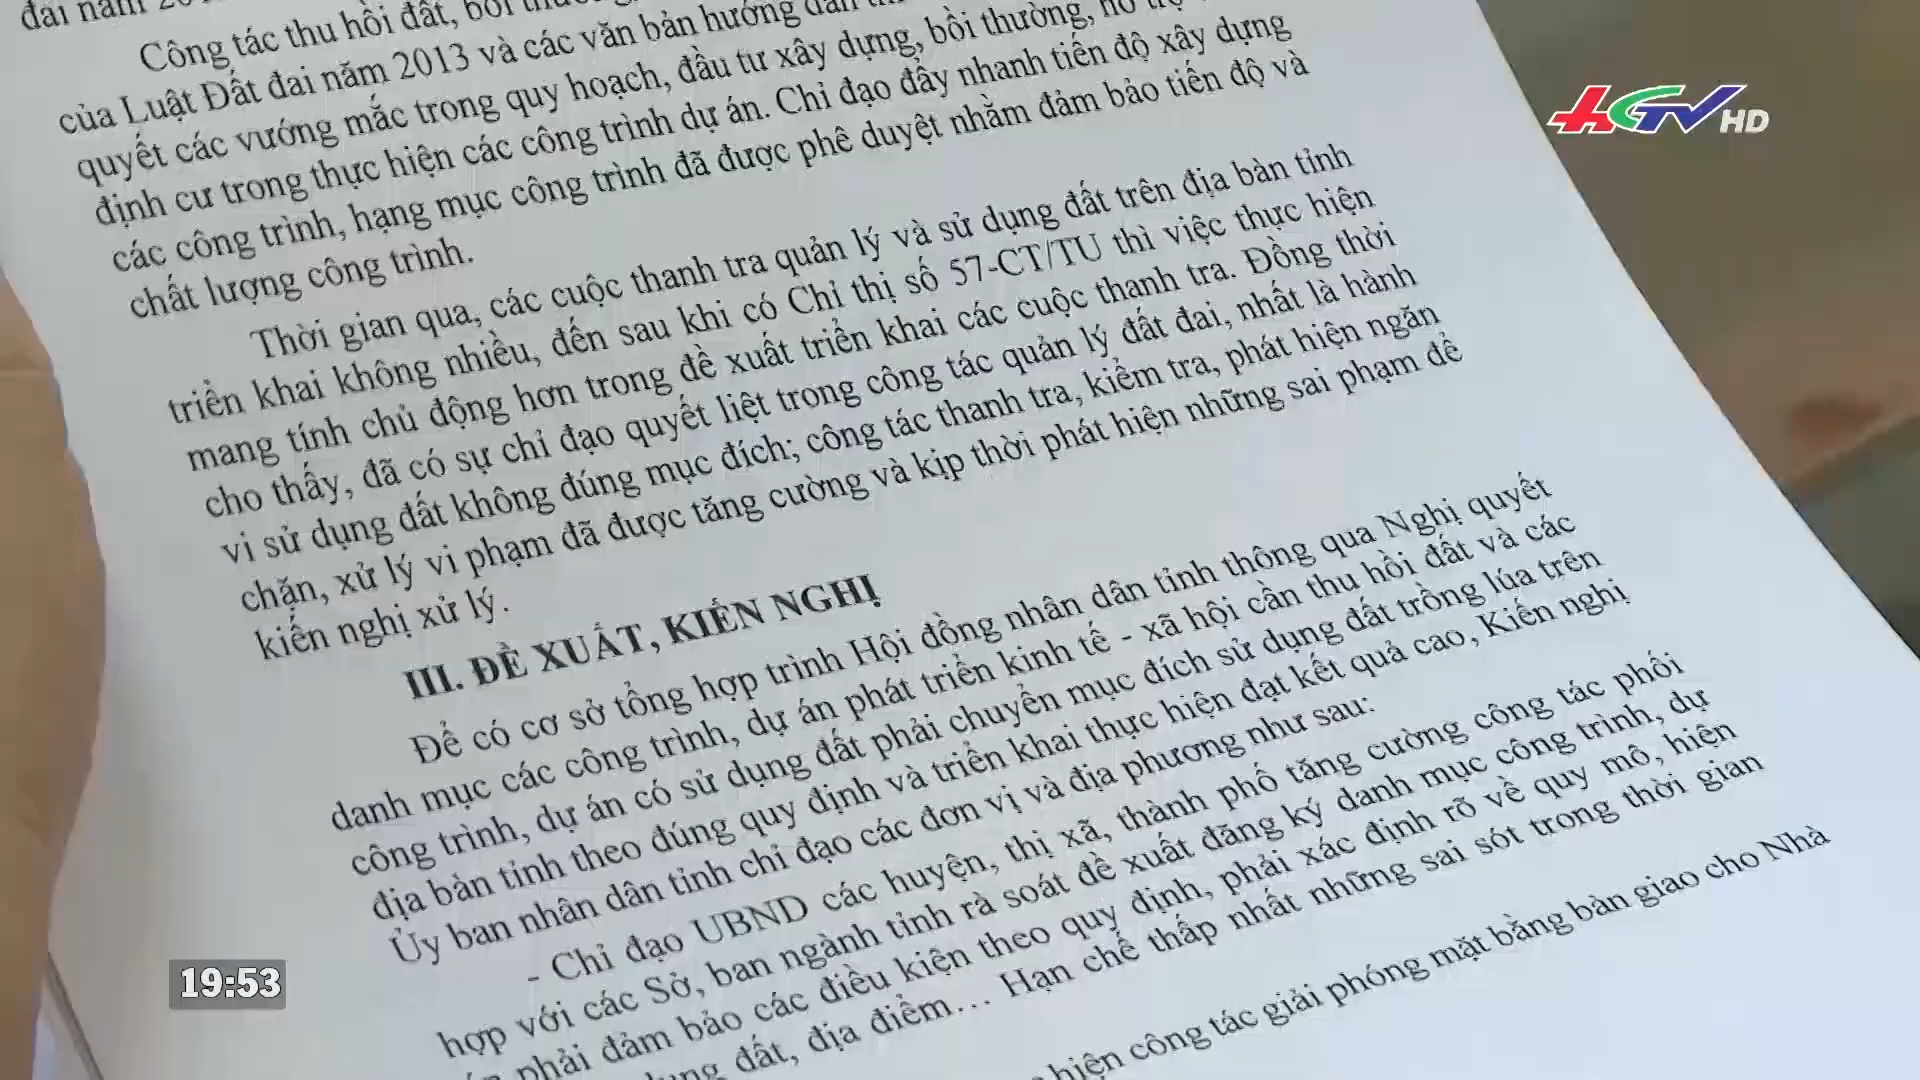 đai năm
Công tác thu hồi đất, bồi
của Luật Đất đai năm 2013 và các văn bản hướng dẫn
quyết các vướng mắc trong quy hoạch, đầu tư xây dựng, bồi thường, hỗ trợ
định cư trong thực hiện các công trình dự án. Chỉ đạo đẩy nhanh tiến độ xây dựng
các công trình, hạng mục công trình đã được phê duyệt nhằm đảm bảo tiến độ và
chất lượng công trình.
Thời gian qua, các cuộc thanh tra quản lý và sử dụng đất trên địa bàn tỉnh
triển khai không nhiều, đến sau khi có Chỉ thị số 57-CT/TU thì việc thực hiện
mang tính chủ động hơn trong đề xuất triển khai các cuộc thanh tra. Đồng thời
cho thấy, đã có sự chỉ đạo quyết liệt trong công tác quản lý đất đai, nhất là hành
vi sử dụng đất không đúng mục đích; công tác thanh tra, kiểm tra, phát hiện ngăn
chặn, xử lý vi phạm đã được tăng cường và kịp thời phát hiện những sai phạm để
kiến nghị xử lý.
III. ĐỀ XUẤT, KIẾN NGHỊ
Để có cơ sở tổng hợp trình Hội đồng nhân dân tỉnh thông qua Nghị quyết
danh mục các công trình, dự án phát triển kinh tế - xã hội cần thu hồi đất và các
công trình, dự án có sử dụng đất phải chuyển mục đích sử dụng đất trồng lúa trên
địa bàn tỉnh theo đúng quy định và triển khai thực hiện đạt kết quả cao, Kiến nghị
Ủy ban nhân dân tỉnh chỉ đạo các đơn vị và địa phương như sau:
- Chỉ đạo UBND các huyện, thị xã, thành phố tăng cường công tác phối
hợp với các Sở, ban ngành tỉnh rà soát đề xuất đăng ký danh mục công trình, dự
phải đảm bảo các điều kiện theo quy định, phải xác định rõ về quy mô, hiện
đất, địa điểm... Hạn chế thấp nhất những sai sót trong thời gian
hiện công tác giải phóng mặt bằng bàn giao cho Nhà
HGTV HD
19:53